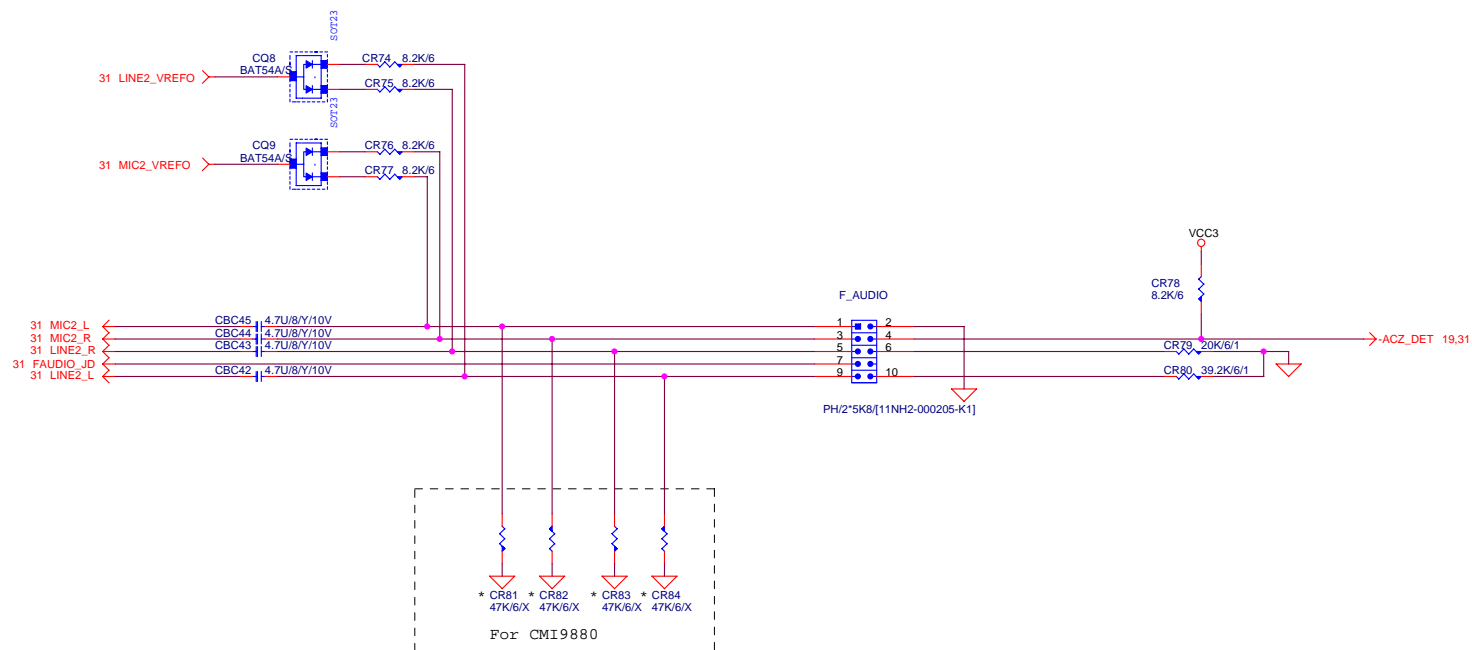 SOT23
CQ8
BAT54A/S
31 LINE2_VREFO
CR74 8.2K/6
CR75 8.2K/6
SOT23
CQ9
BAT54A/S
31 MIC2_VREFO
CR76 8.2K/6
CR77 8.2K/6
VCC3
CR78
8.2K/6
F_AUDIO
31 MIC2_L
CBC45 4.7U/8/Y/10V
1 2
31 MIC2_R
CBC44 4.7U/8/Y/10V
3 4
-ACZ_DET 19,31
31 LINE2_R
CBC43 4.7U/8/Y/10V
5 6
CR79 20K/6/1
31 FAUDIO_JD
7
31 LINE2_L
CBC42 4.7U/8/Y/10V
9 10
CR80 39.2K/6/1
PH/2*5K8/[11NH2-000205-K1]
* CR81 * CR82 * CR83 * CR84
47K/6/X 47K/6/X 47K/6/X 47K/6/X
For CMI9880